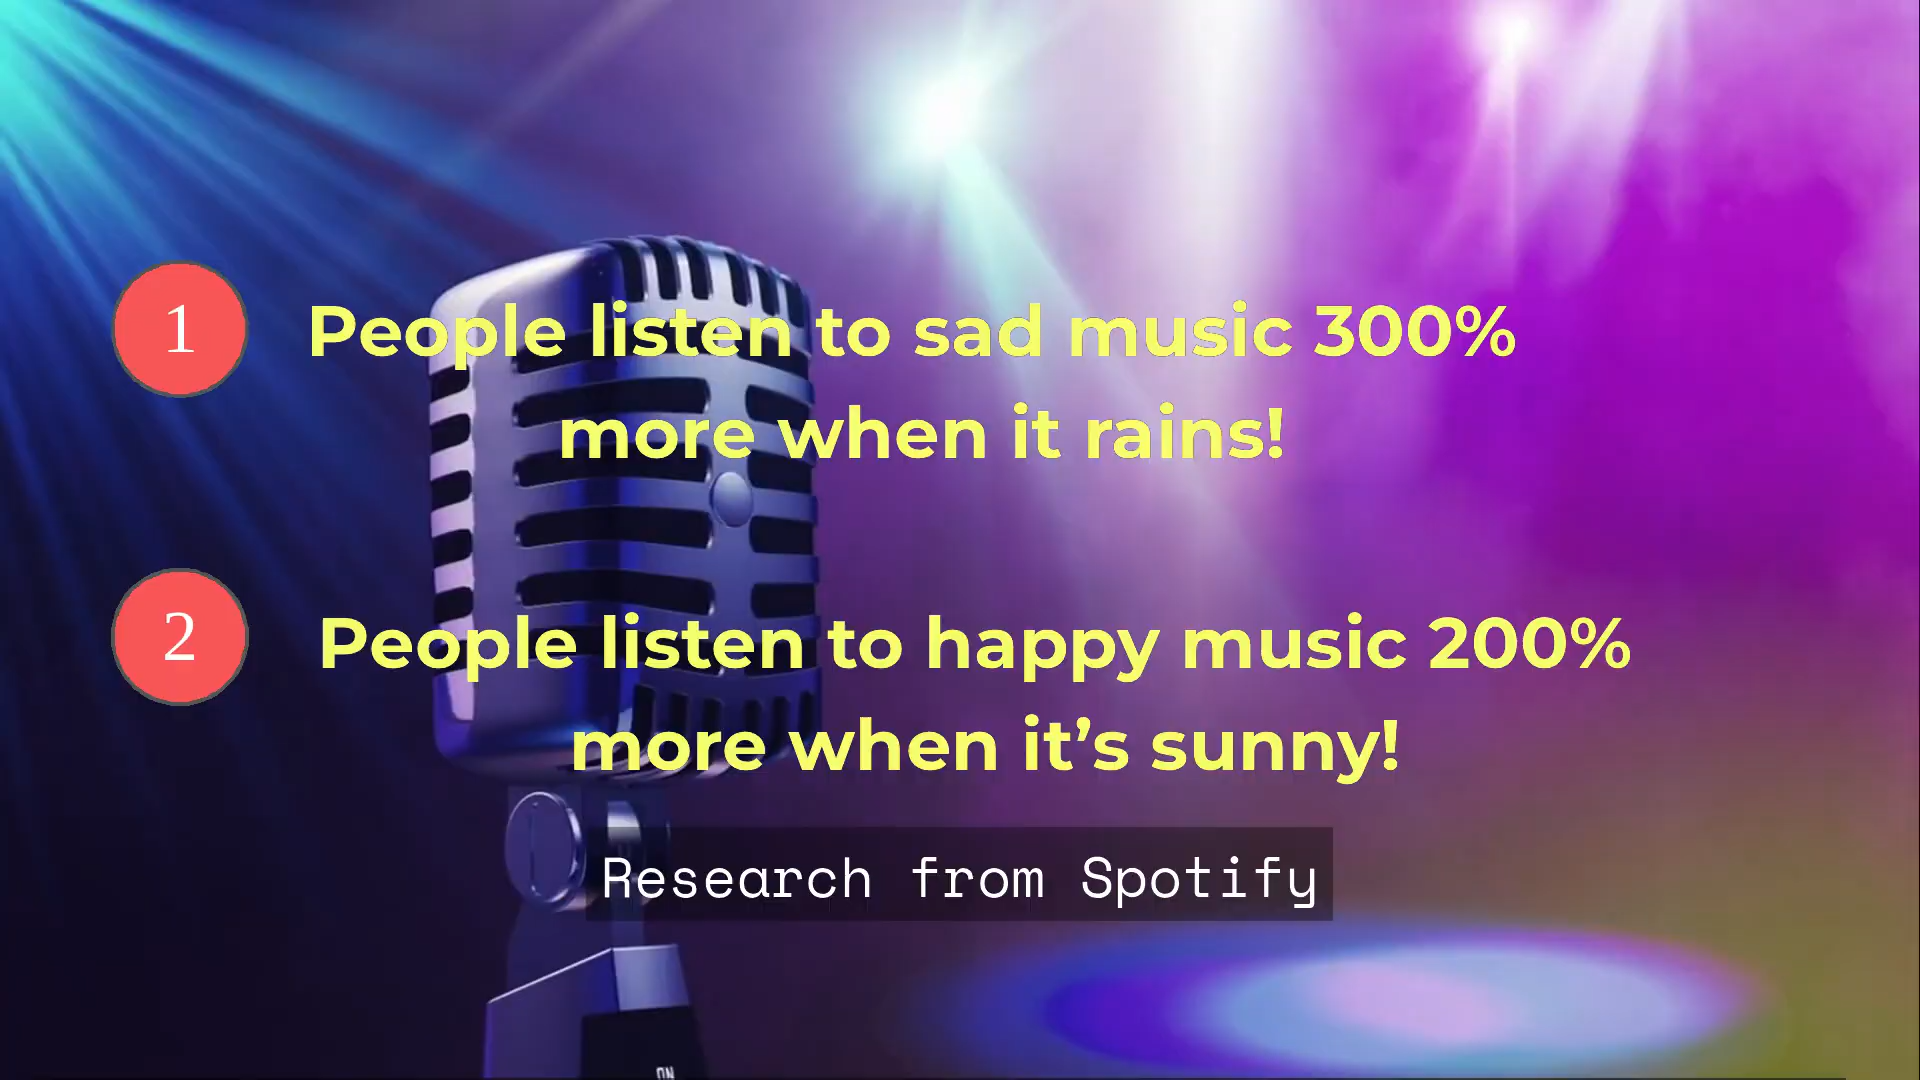 1
People listen to sad music 300%
more when it rains!
2
People listen to happy music 200%
more when it’s sunny!
Research from Spotify
ON